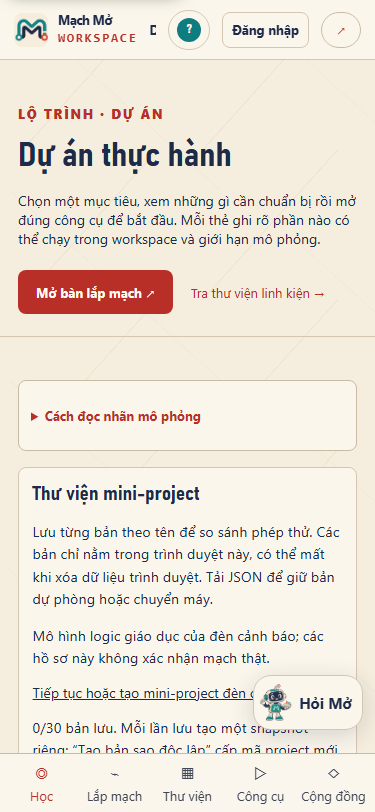 Mạch Mở
WORKSPACE
?
Đăng nhập ↗
LỘ TRÌNH · DỰ ÁN
Dự án thực hành
Chọn một mục tiêu, xem những gì cần chuẩn bị rồi mở
đúng công cụ để bắt đầu. Mỗi thẻ ghi rõ phần nào có
thể chạy trong workspace và giới hạn mô phỏng.
Mở bàn lắp mạch ↗
Tra thư viện linh kiện →
▶ Cách đọc nhãn mô phỏng
Thư viện mini-project
Lưu từng bản theo tên để so sánh phép thử. Các
bản chỉ nằm trong trình duyệt này, có thể mất
khi xóa dữ liệu trình duyệt. Tải JSON để giữ bản
dự phòng hoặc chuyển máy.
Mô hình logic giáo dục của đèn cảnh báo; các
hồ sơ này không xác nhận mạch thật.
Tiếp tục hoặc tạo mini-project đèn
Hỏi Mở
0/30 bản lưu. Mỗi lần lưu tạo một snapshot
riêng; “Tạo bản sao độc lập” cấp mã project mới
Học
Lắp mạch
Thư viện
Công cụ
Cộng đồng